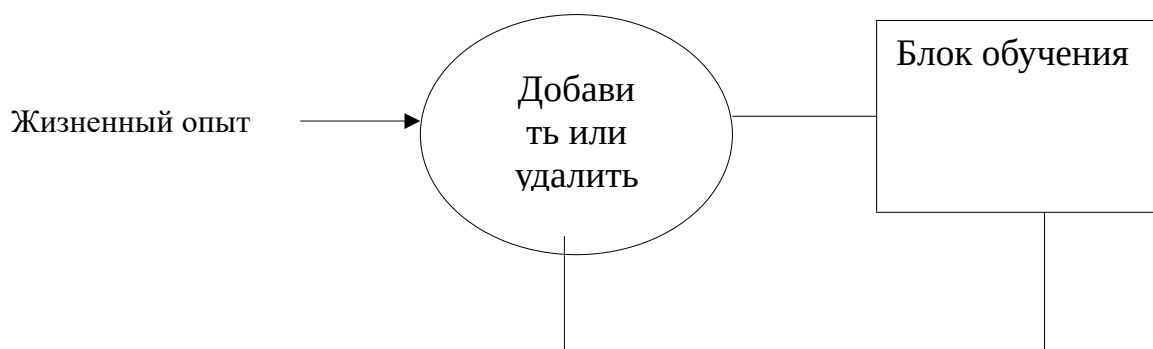 Жизненный опыт
Добави
ть или
удалить
Блок обучения